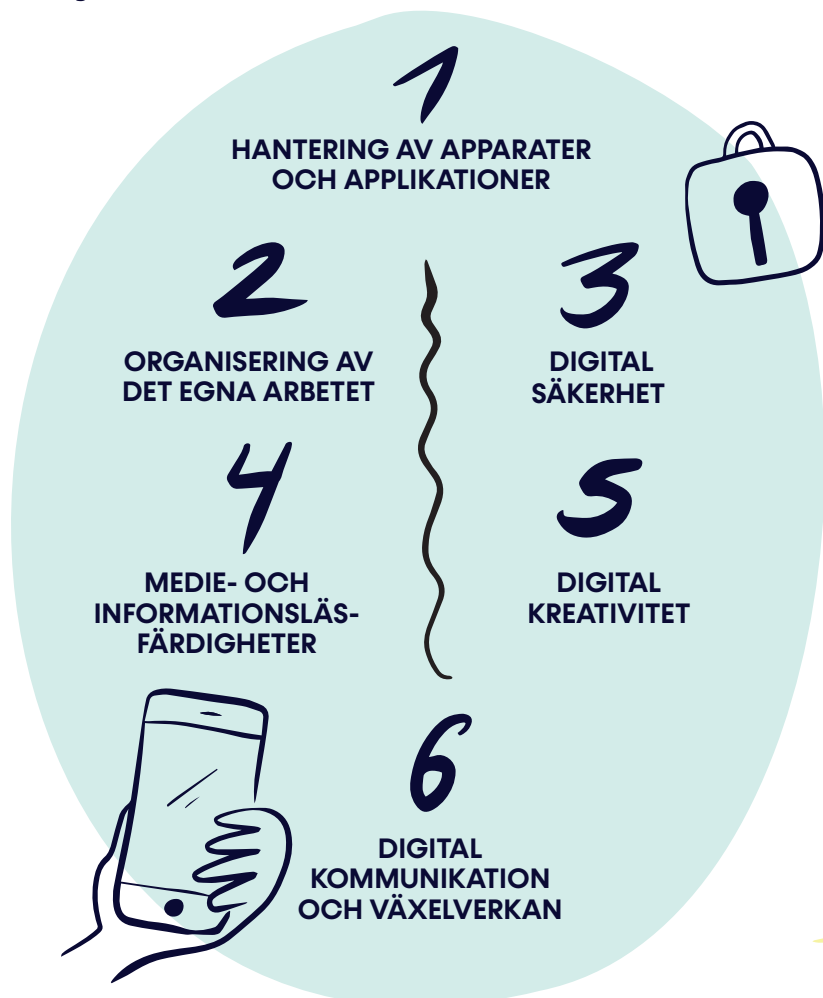 1
HANTERING AV APPARATER
OCH APPLIKATIONER
2
ORGANISERING AV
DET EGNA ARBETET
3
DIGITAL
SÄKERHET
4
MEDIE- OCH
INFORMATIONSLÄS-
FÄRDIGHETER
5
DIGITAL
KREATIVITET
6
DIGITAL
KOMMUNIKATION
OCH VÄXELVERKAN